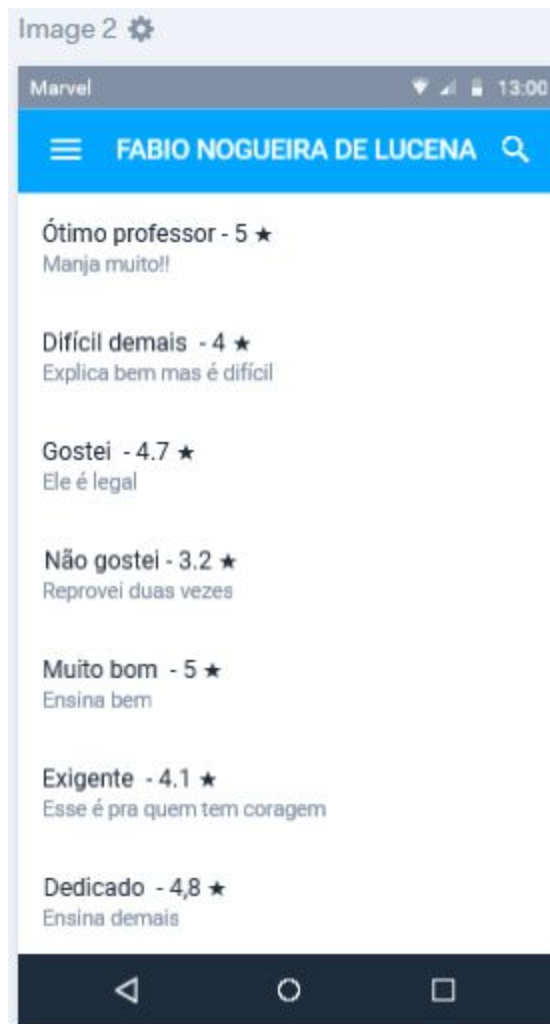 Image 2
Marvel 13:00
FABIO NOGUEIRA DE LUCENA
Ótimo professor - 5 ★
Manja muito!!
Difícil demais - 4 ★
Explica bem mas é difícil
Gostei - 4.7 ★
Ele é legal
Não gostei - 3.2 ★
Reprovei duas vezes
Muito bom - 5 ★
Ensina bem
Exigente - 4.1 ★
Esse é pra quem tem coragem
Dedicado - 4,8 ★
Ensina demais